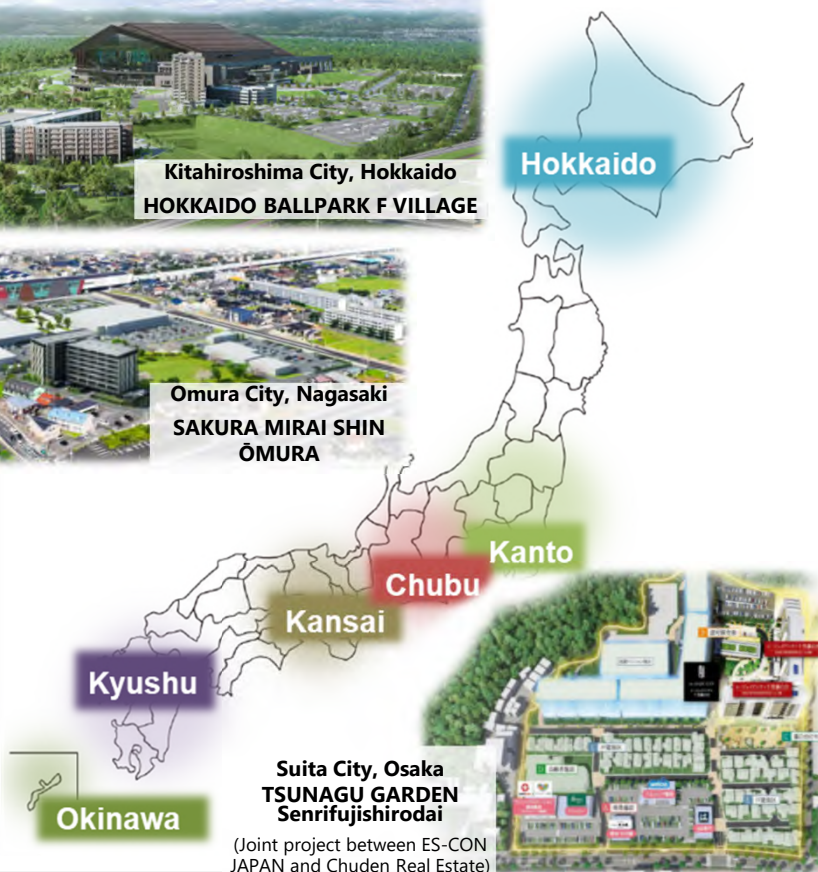 Kitahiroshima City, Hokkaido
HOKKAIDO BALLPARK F VILLAGE
Hokkaido
Omura City, Nagasaki
SAKURA MIRAI SHIN
ŌMURA
Kanto
Chubu
Kansai
Kyushu
Okinawa
Suita City, Osaka
TSUNAGU GARDEN
Senrifujishirodai
(Joint project between ES-CON
JAPAN and Chuden Real Estate)